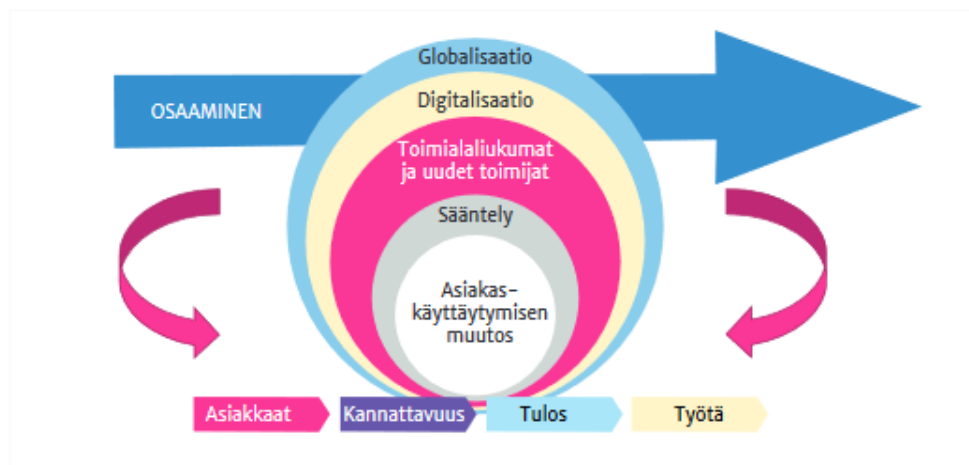 Globalisaatio
Digitalisaatio
OSAAMINEN
Toimialaliukumat
ja uudet toimijat
Sääntely
Asiakas-
käyttäytymisen
muutos
Asiakkaat
Kannattavuus
Tulos
Työtä